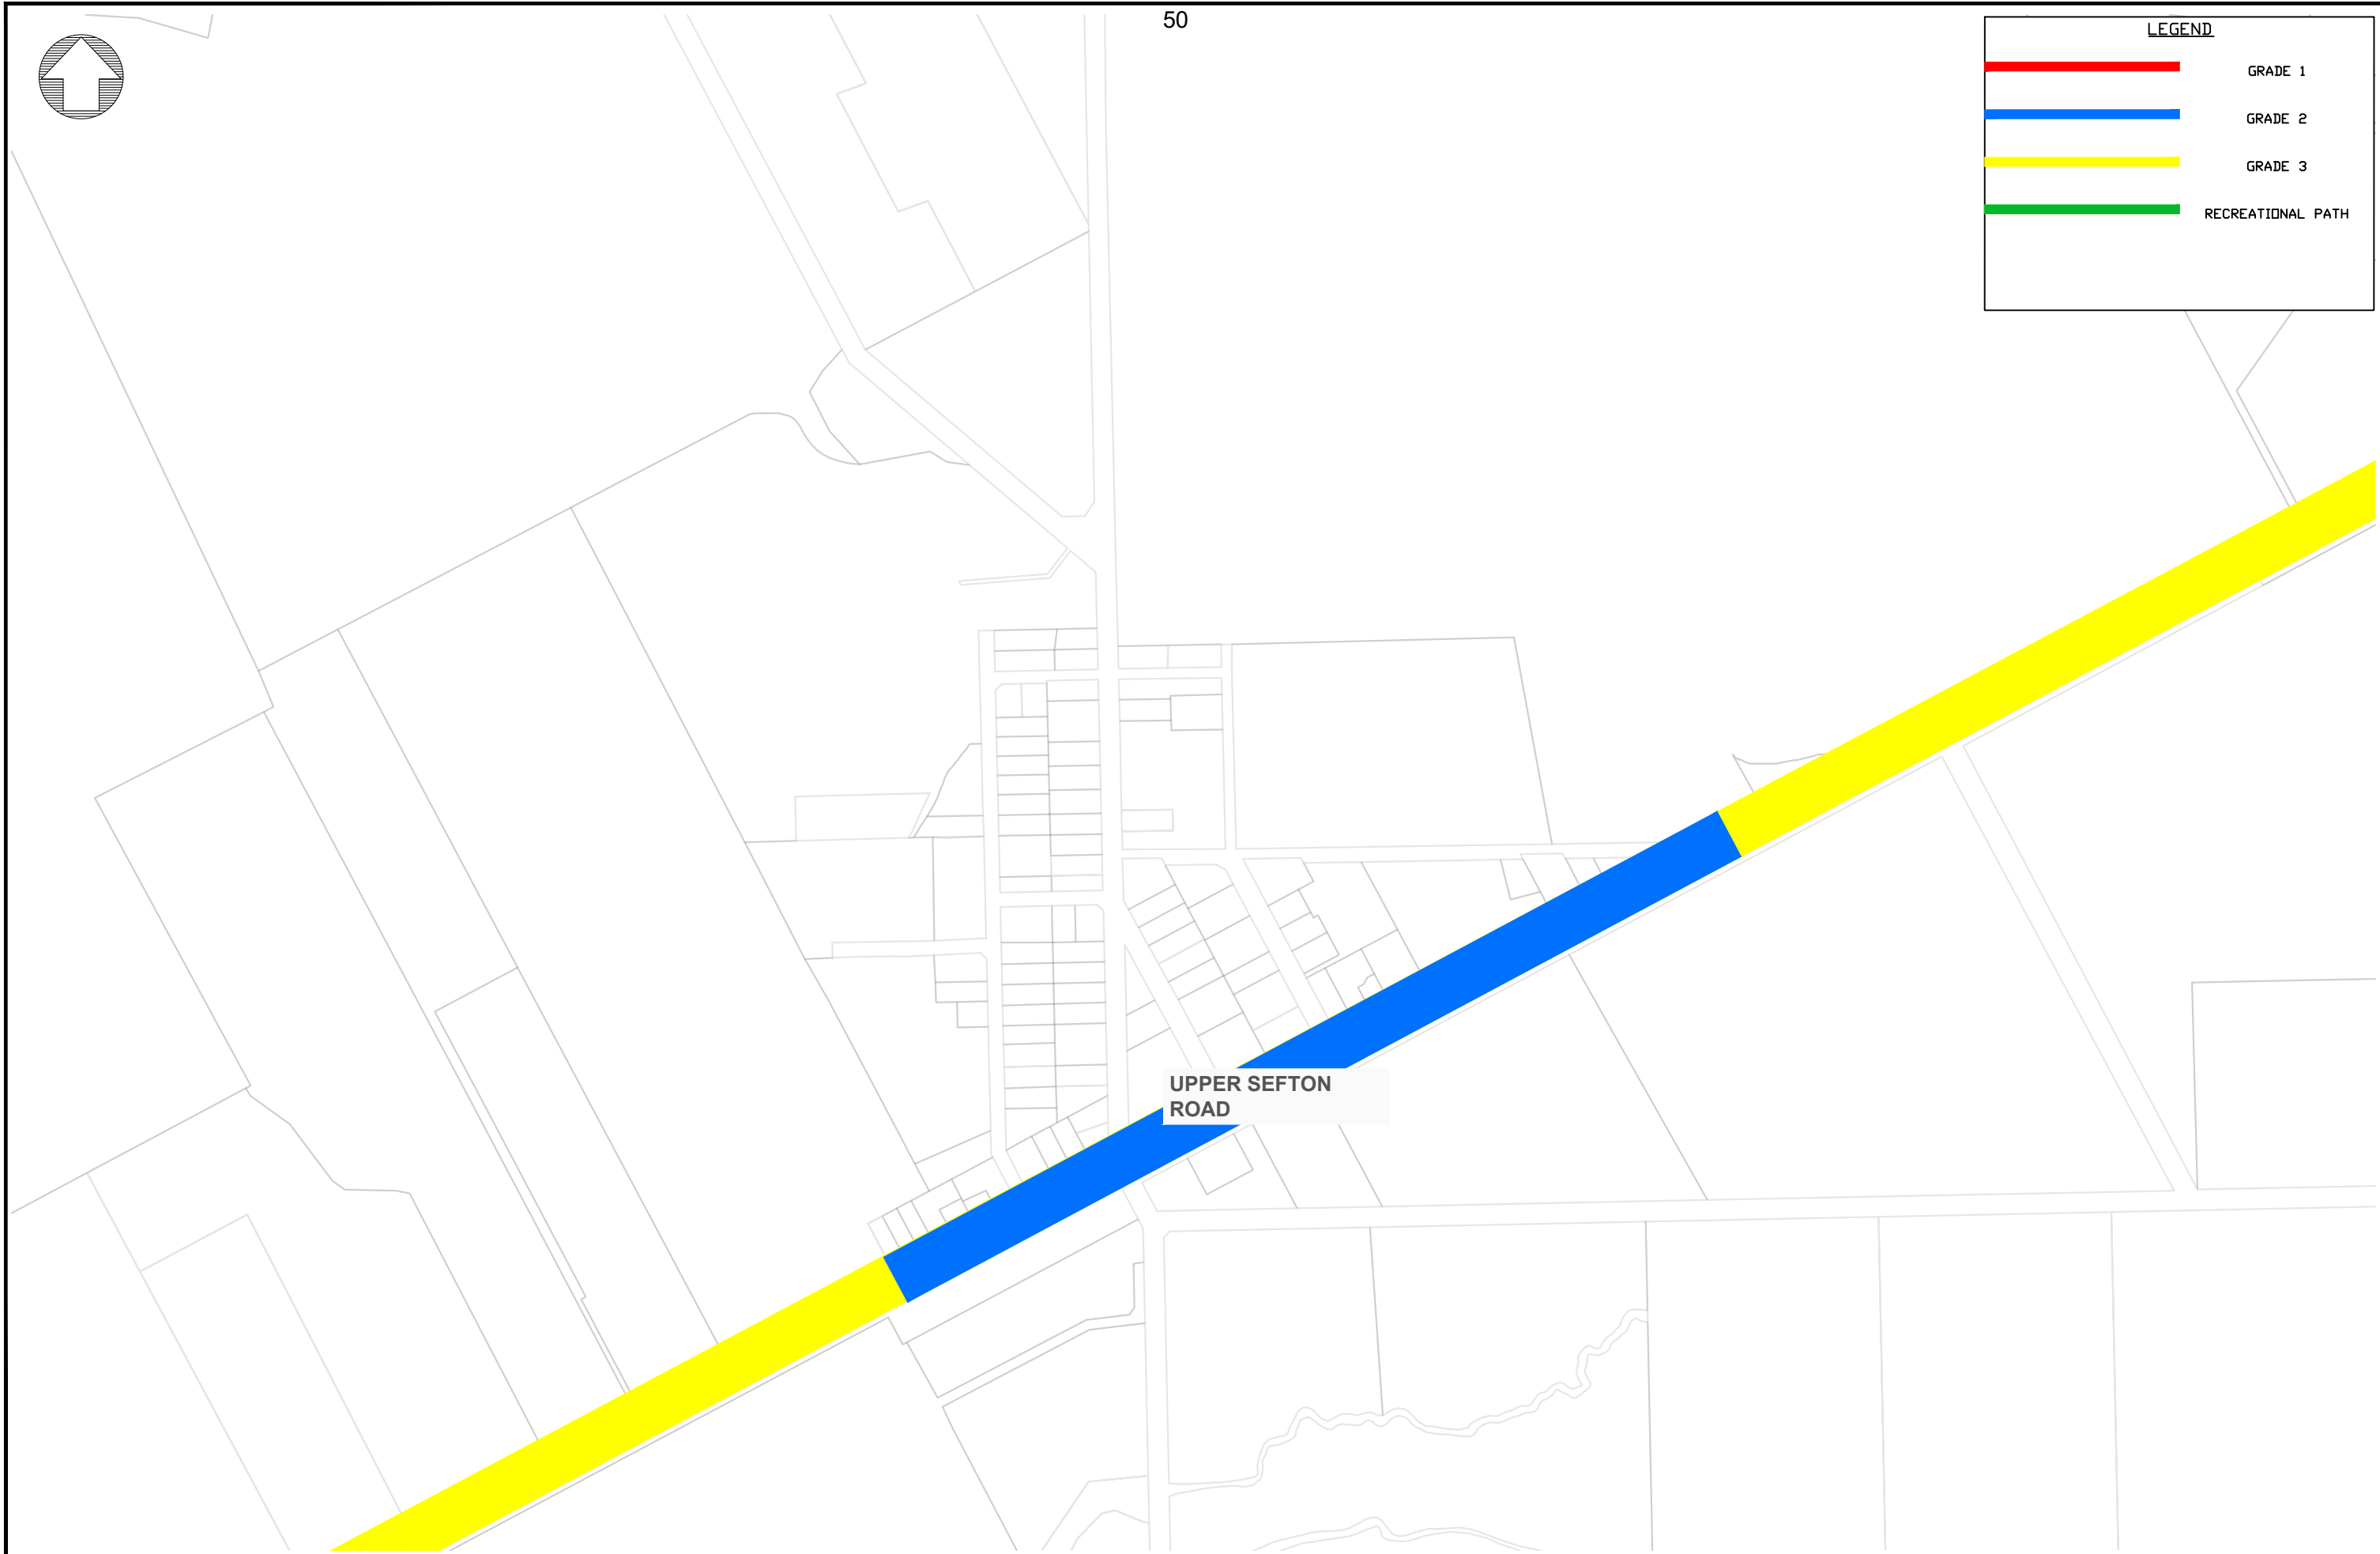 50
LEGEND
GRADE 1
GRADE 2
GRADE 3
RECREATIONAL PATH
UPPER SEFTON
ROAD